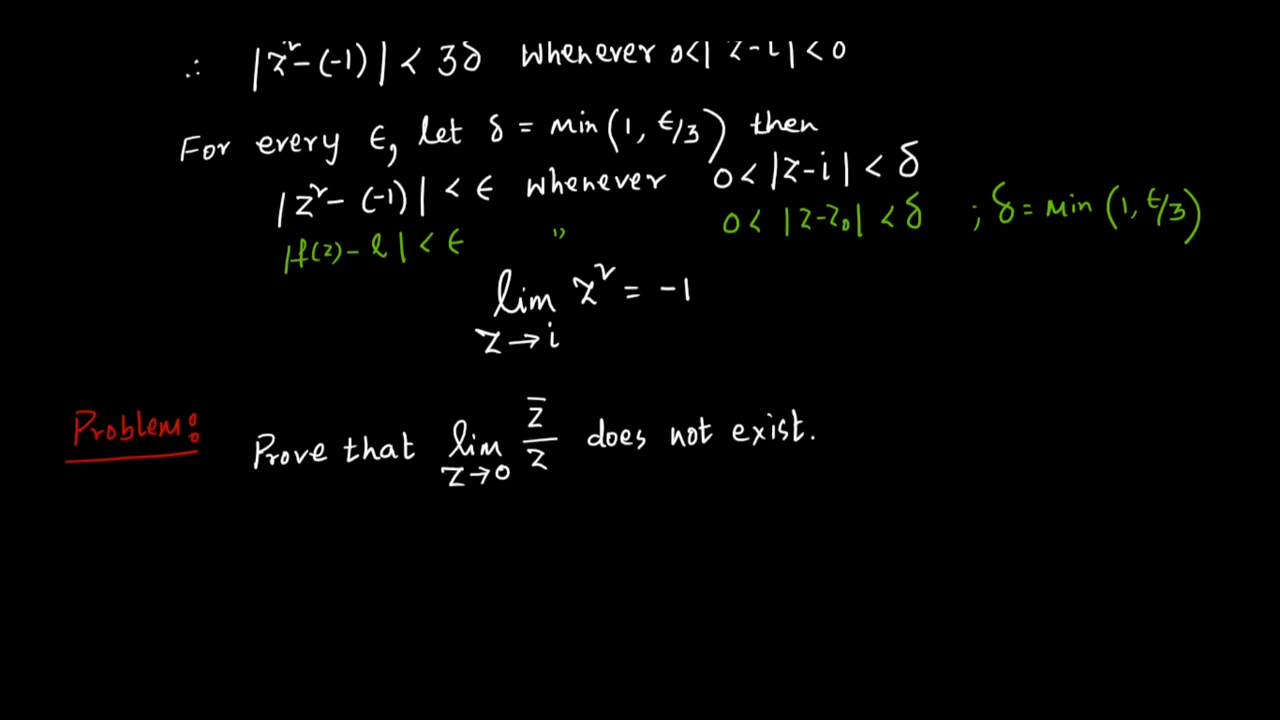 ∴ |z²-(-1)| < 3δ whenever 0<| z-i | < δ
For every ϵ, let δ = min(1, ϵ/3) then
|z²-(-1)| < ϵ whenever 0<|z-i| < δ
|f(z)-l| < ϵ " 0< |z-z₀| < δ ; δ = min (1, ϵ/3)
lim z² = -1
z→i
Problem: Prove that lim z̄/z does not exist.
z→0